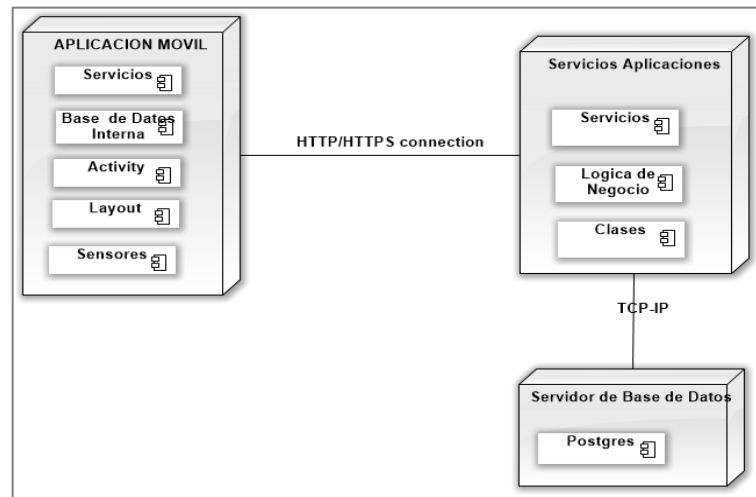 APLICACION MOVIL
Servicios
Base de Datos
Interna
Activity
Layout
Sensores
HTTP/HTTPS connection
Servicios Aplicaciones
Servicios
Logica de
Negocio
Clases
TCP-IP
Servidor de Base de Datos
Postgres